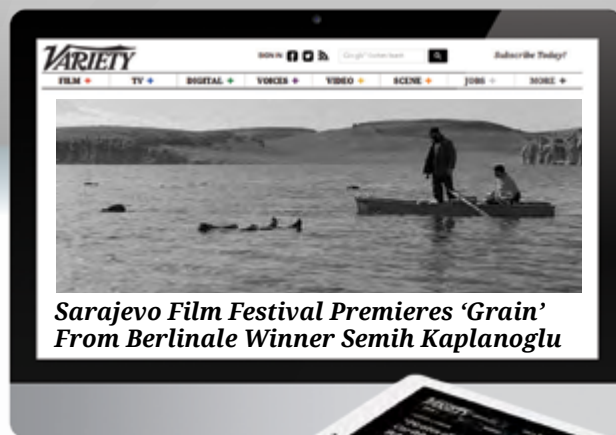 VARIETY
SIGN IN
Subscribe Today!
FILM + TV + DIGITAL + VOICES + VIDEO + SCENE + JOBS + MORE +
Sarajevo Film Festival Premieres ‘Grain’
From Berlinale Winner Semih Kaplanoglu
VARIETY